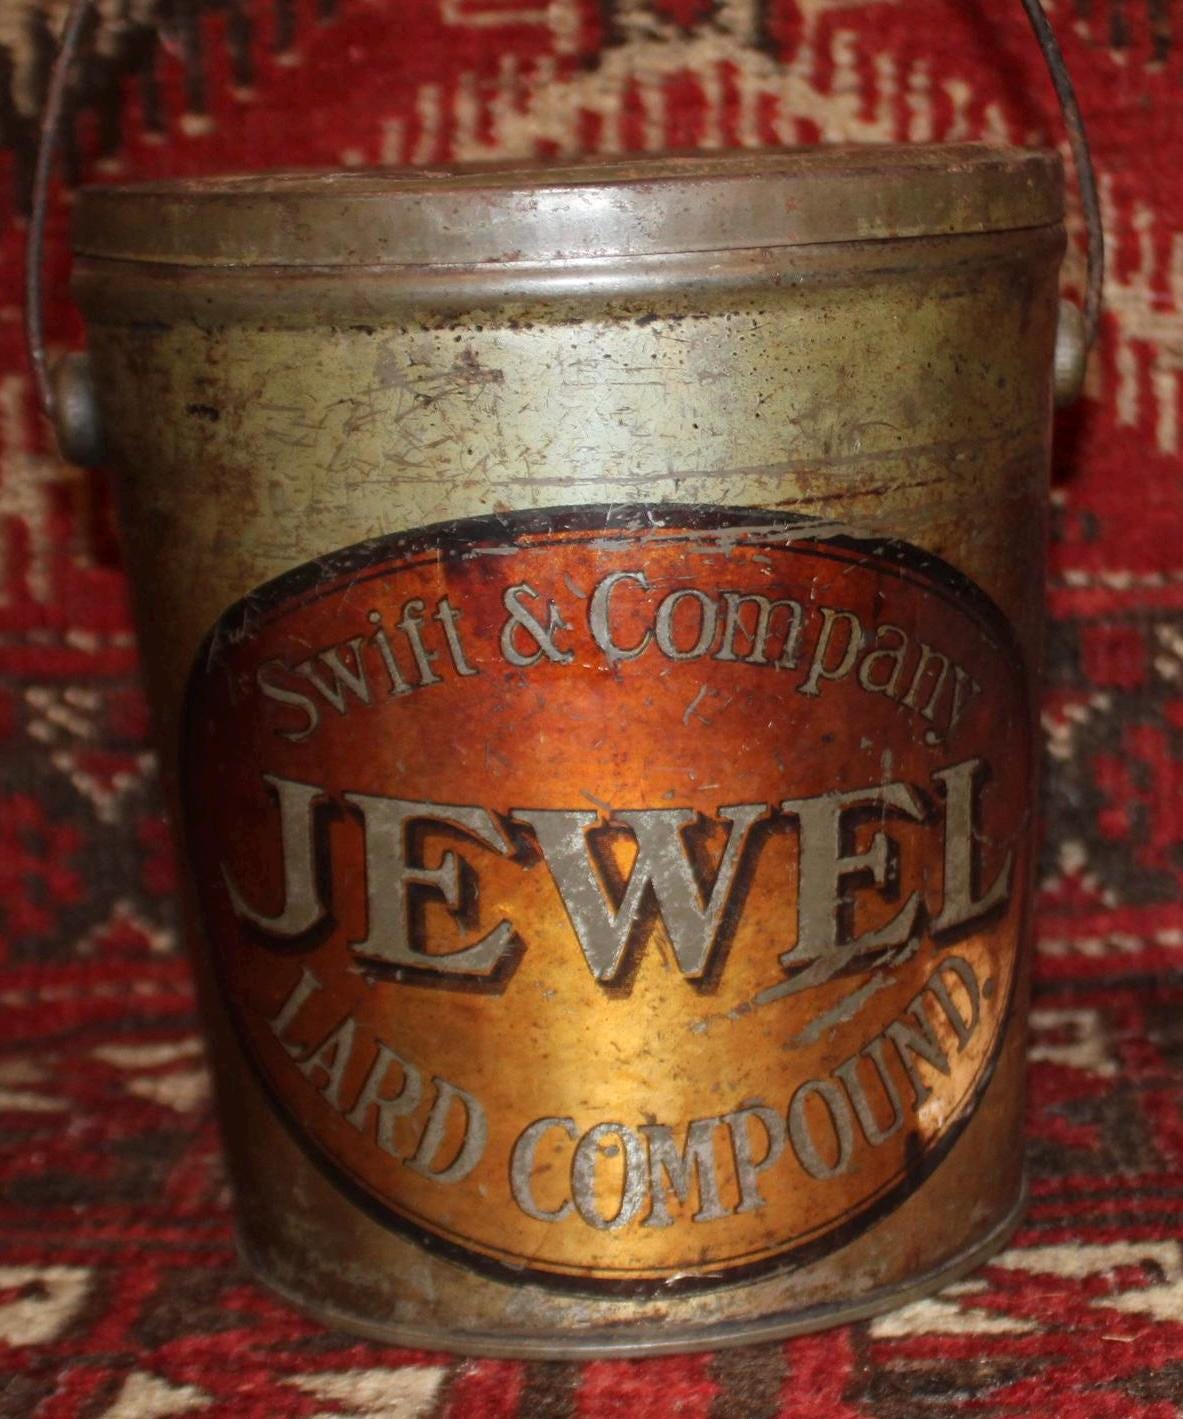 Swift & Company
JEWEL
LARD COMPOUND.